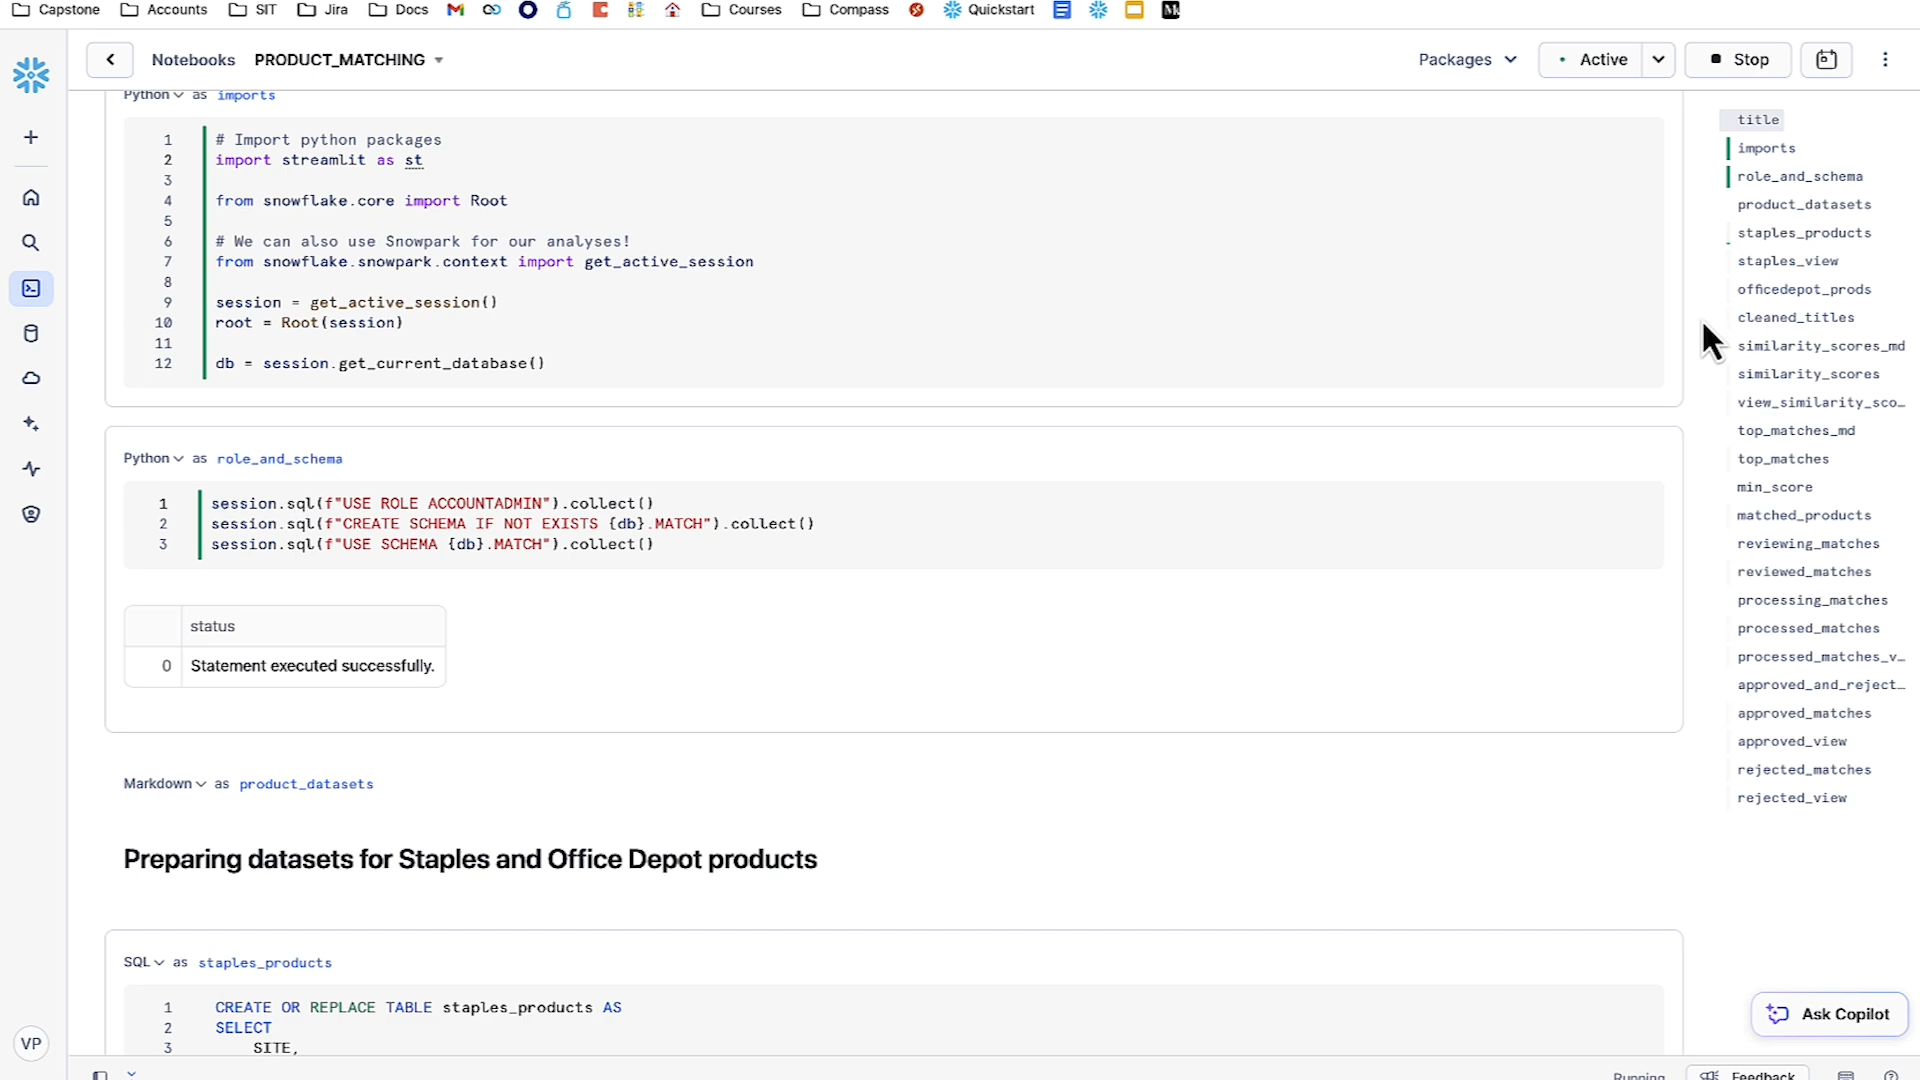 Capstone Accounts SIT Jira Docs Courses Compass Quickstart
Notebooks PRODUCT_MATCHING Packages Active Stop
Python as imports
1 # Import python packages
2 import streamlit as st
3
4 from snowflake.core import Root
5
6 # We can also use Snowpark for our analyses!
7 from snowflake.snowpark.context import get_active_session
8
9 session = get_active_session()
10 root = Root(session)
11
12 db = session.get_current_database()
Python as role_and_schema
1 session.sql(f"USE ROLE ACCOUNTADMIN").collect()
2 session.sql(f"CREATE SCHEMA IF NOT EXISTS {db}.MATCH").collect()
3 session.sql(f"USE SCHEMA {db}.MATCH").collect()
status
0 Statement executed successfully.
Markdown as product_datasets
Preparing datasets for Staples and Office Depot products
SQL as staples_products
1 CREATE OR REPLACE TABLE staples_products AS
2 SELECT
3 SITE,
title
imports
role_and_schema
product_datasets
staples_products
staples_view
officedepot_prods
cleaned_titles
similarity_scores_md
similarity_scores
view_similarity_sco…
top_matches_md
top_matches
min_score
matched_products
reviewing_matches
reviewed_matches
processing_matches
processed_matches
processed_matches_v…
approved_and_reject…
approved_matches
approved_view
rejected_matches
rejected_view
Ask Copilot
VP
Running Feedback